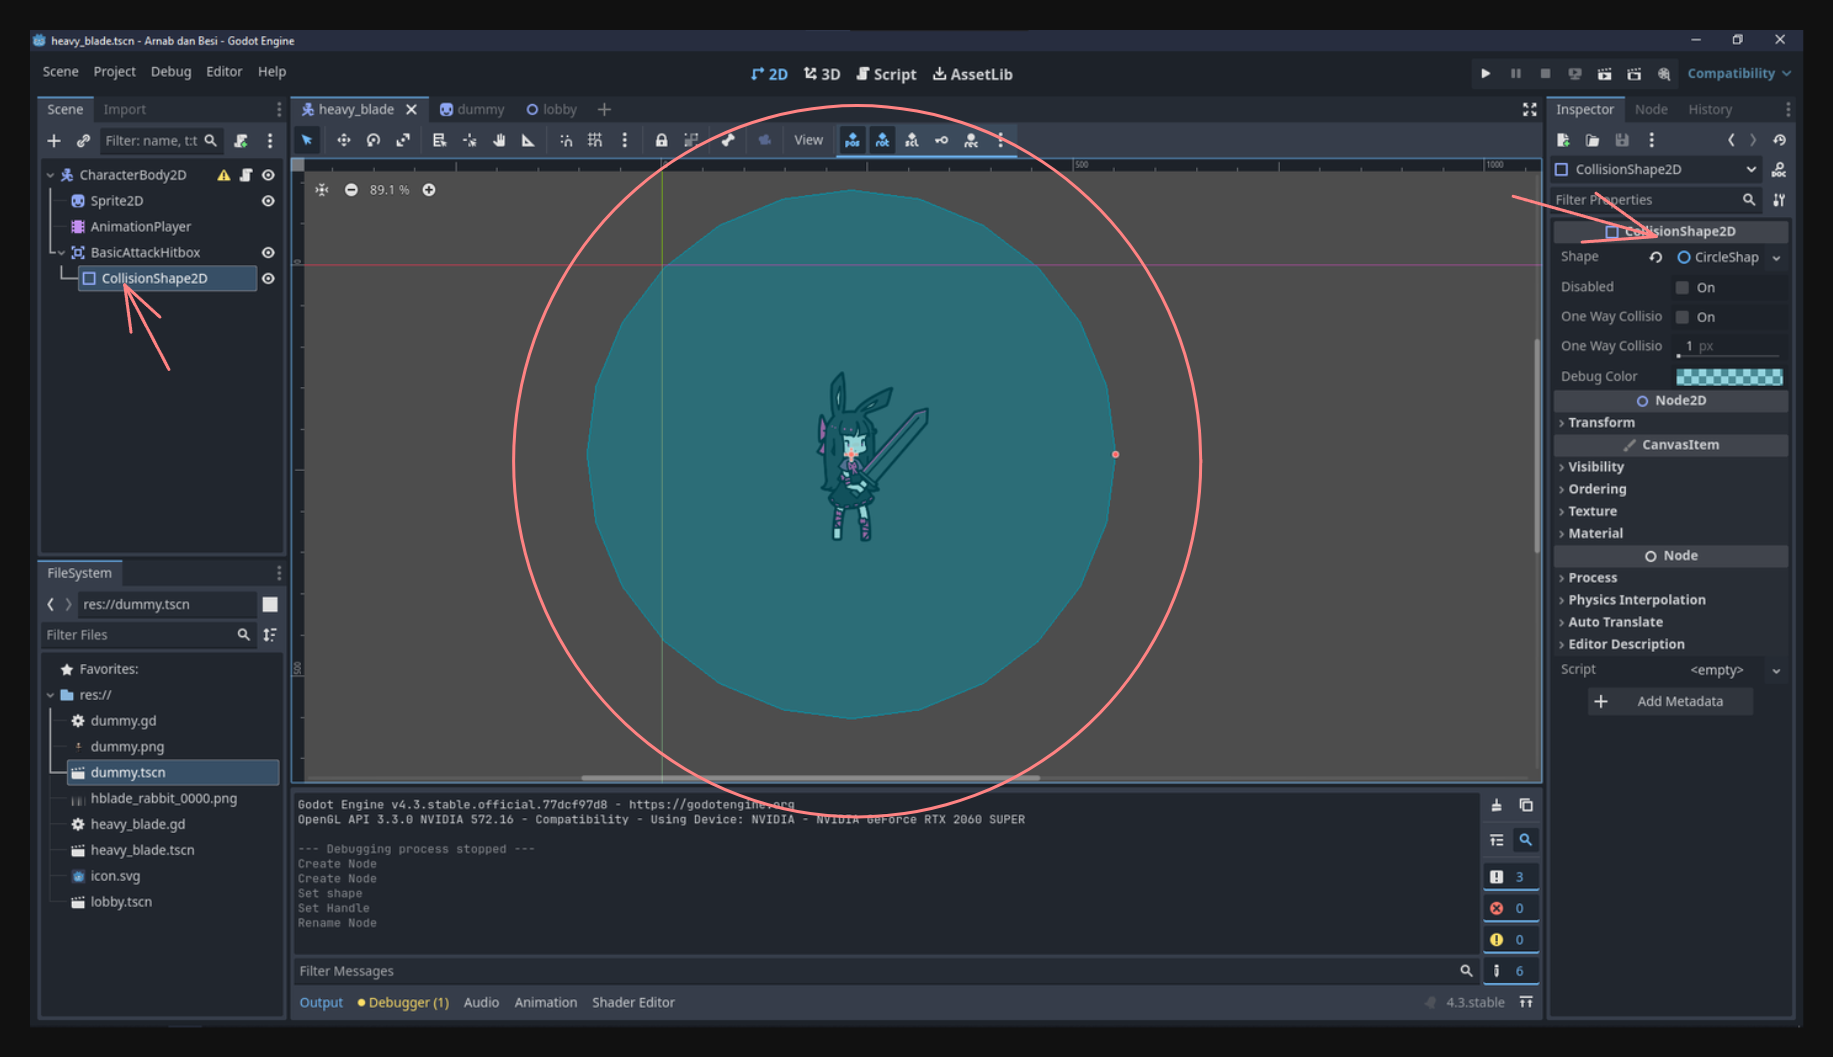 heavy_blade.tscn - Arnab dan Besi - Godot Engine
Scene Project Debug Editor Help
2D 3D Script AssetLib
Compatibility
Scene Import
heavy_blade dummy lobby
Inspector Node History
Filter: name, t:t
View
CharacterBody2D
Sprite2D
AnimationPlayer
BasicAttackHitbox
CollisionShape2D
89.1 %
0
500
1000
0
500
FileSystem
res://dummy.tscn
Filter Files
Favorites:
res://
dummy.gd
dummy.png
dummy.tscn
hblade_rabbit_0000.png
heavy_blade.gd
heavy_blade.tscn
icon.svg
lobby.tscn
Godot Engine v4.3.stable.official.77dcf97d8 - https://godotengine.org
OpenGL API 3.3.0 NVIDIA 572.16 - Compatibility - Using Device: NVIDIA - NVIDIA GeForce RTX 2060 SUPER
--- Debugging process stopped ---
Create Node
Create Node
Set shape
Set Handle
Rename Node
3
0
0
6
Filter Messages
Output Debugger (1) Audio Animation Shader Editor
4.3.stable
CollisionShape2D
Filter Properties
CollisionShape2D
Shape CircleShap
Disabled On
One Way Collisio On
One Way Collisio 1 px
Debug Color
Node2D
Transform
CanvasItem
Visibility
Ordering
Texture
Material
Node
Process
Physics Interpolation
Auto Translate
Editor Description
Script <empty>
Add Metadata